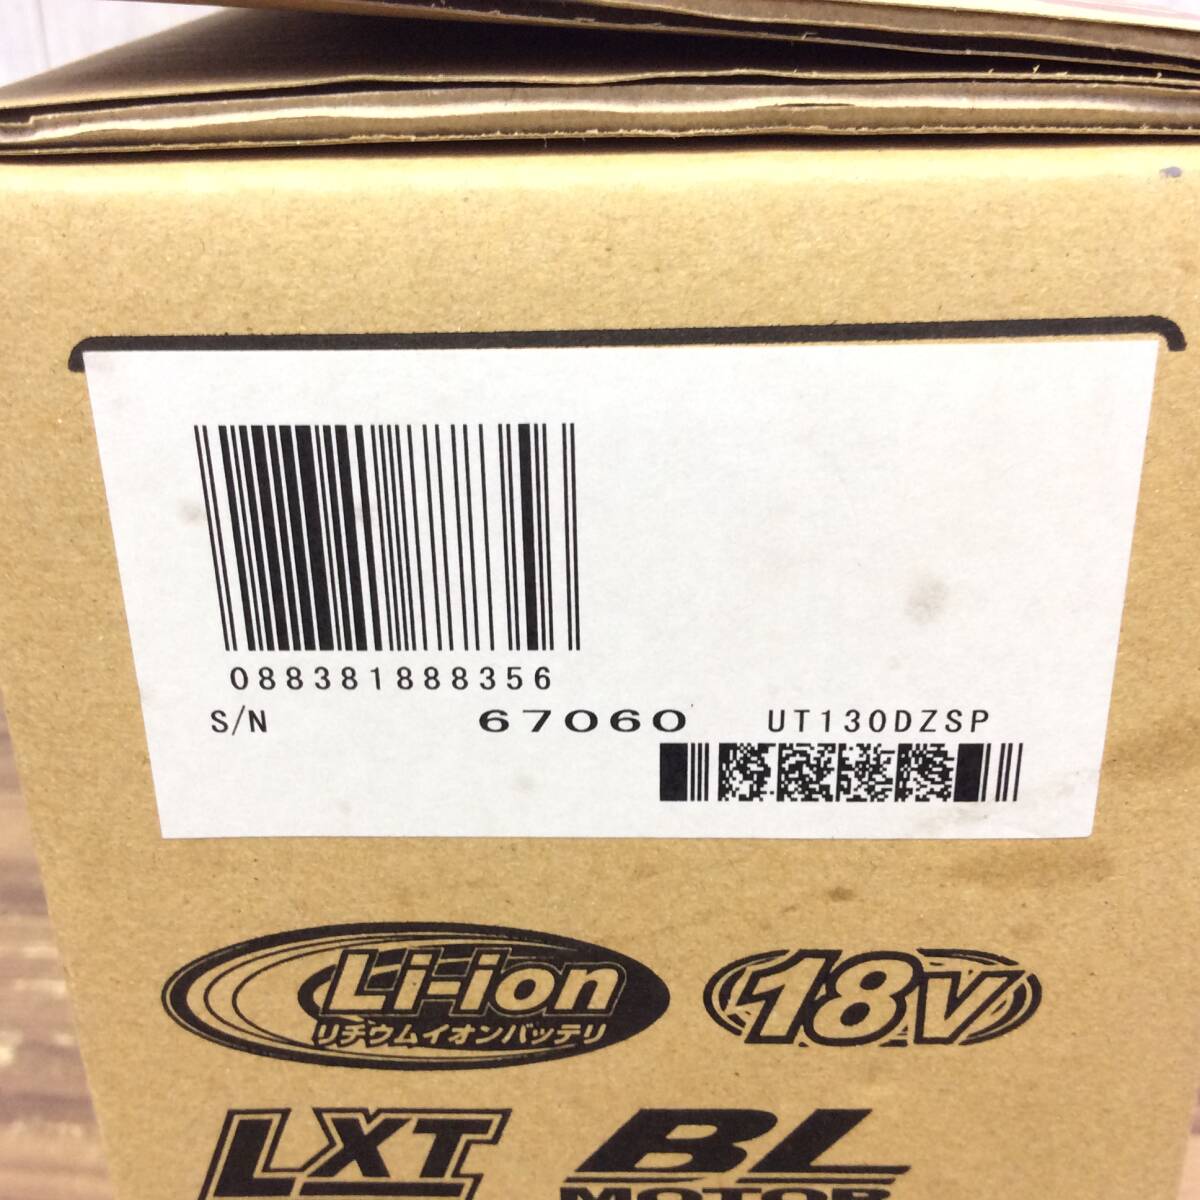 088381888356
S/N 67060 UT130DZSP
Li-ion
リチウムイオンバッテリ
18V
LXT
BL
MOTOR